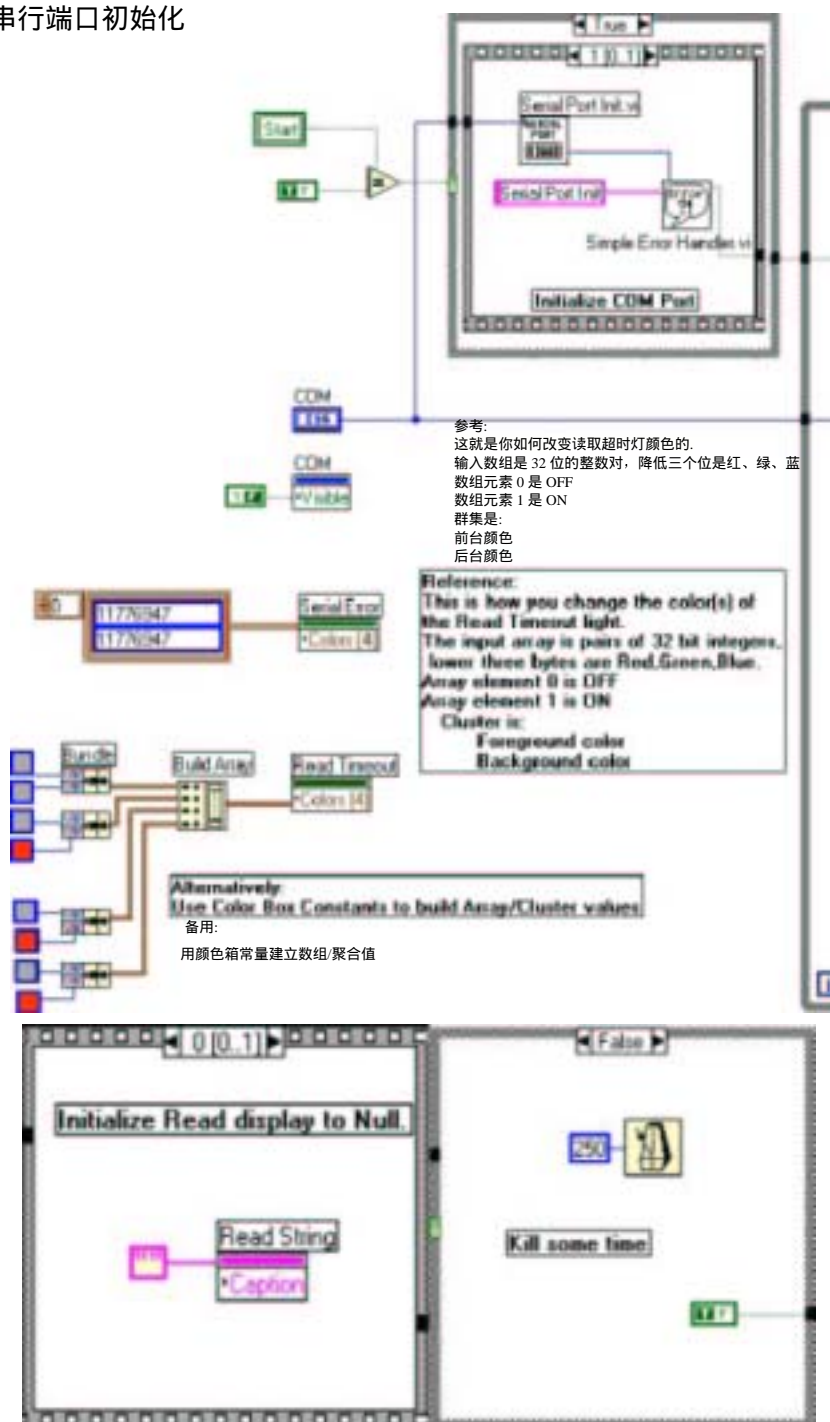 串行端口初始化
True
1 [0..1]
Serial Port Init.vi
SERIAL
PORT
Start
Serial Port Init
Simple Error Handler.vi
Initialize COM Port
COM
I16
参考:
这就是你如何改变读取超时灯颜色的.
输入数组是 32 位的整数对，降低三个位是红、绿、蓝
数组元素 0 是 OFF
数组元素 1 是 ON
群集是:
前台颜色
后台颜色
COM
Visible
Reference:
This is how you change the color(s) of
the Read Timeout light.
The input array is pairs of 32 bit integers,
lower three bytes are Red,Green,Blue.
Array element 0 is OFF
Array element 1 is ON
Cluster is:
Foreground color
Background color
0
11776947
11776947
Serial Error
Colors [4]
Bundle
Build Array
Read Timeout
Colors [4]
Alternatively:
Use Color Box Constants to build Array/Cluster values
备用:
用颜色箱常量建立数组/聚合值
0 [0..1]
Initialize Read display to Null.
Read String
Caption
False
250
Kill some time